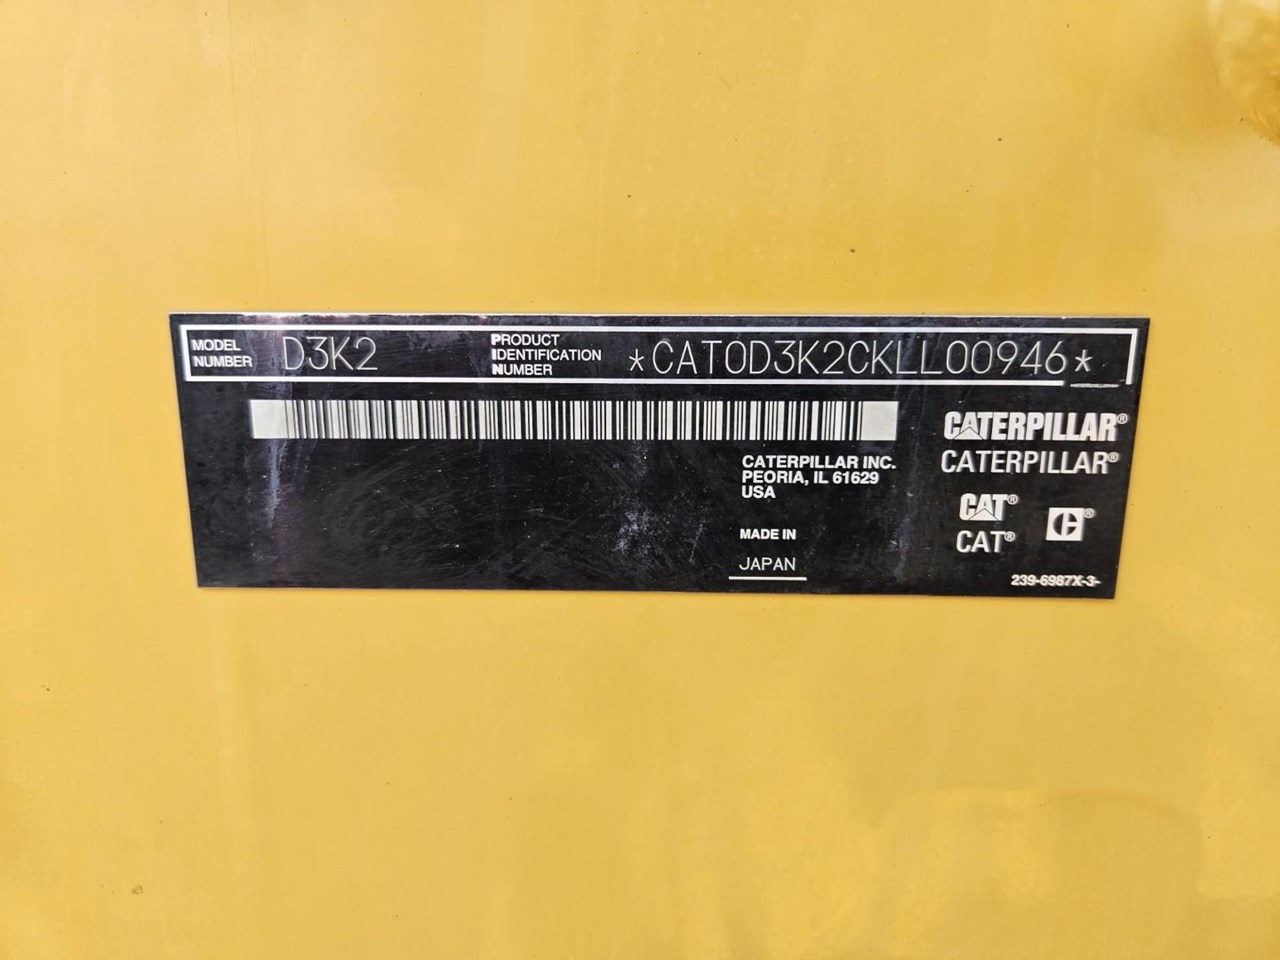 MODEL NUMBER D3K2
PRODUCT IDENTIFICATION NUMBER *CAT0D3K2CKLL00946*
CATERPILLAR®
CATERPILLAR®
CATERPILLAR INC.
PEORIA, IL 61629
USA
CAT®
CAT®
MADE IN
JAPAN
239-6987X-3-